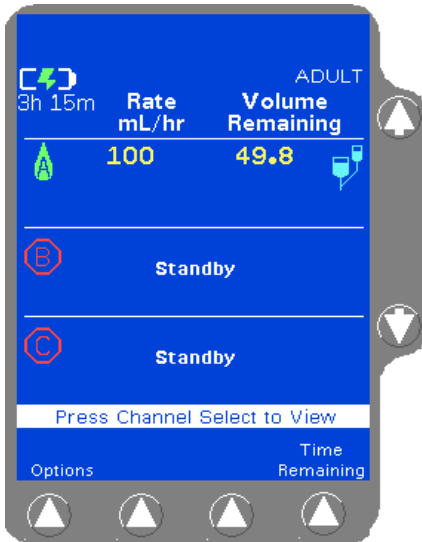 ADULT
3h 15m Rate Volume
mL/hr Remaining
A 100 49.8
B Standby
C Standby
Press Channel Select to View
Time
Options Remaining